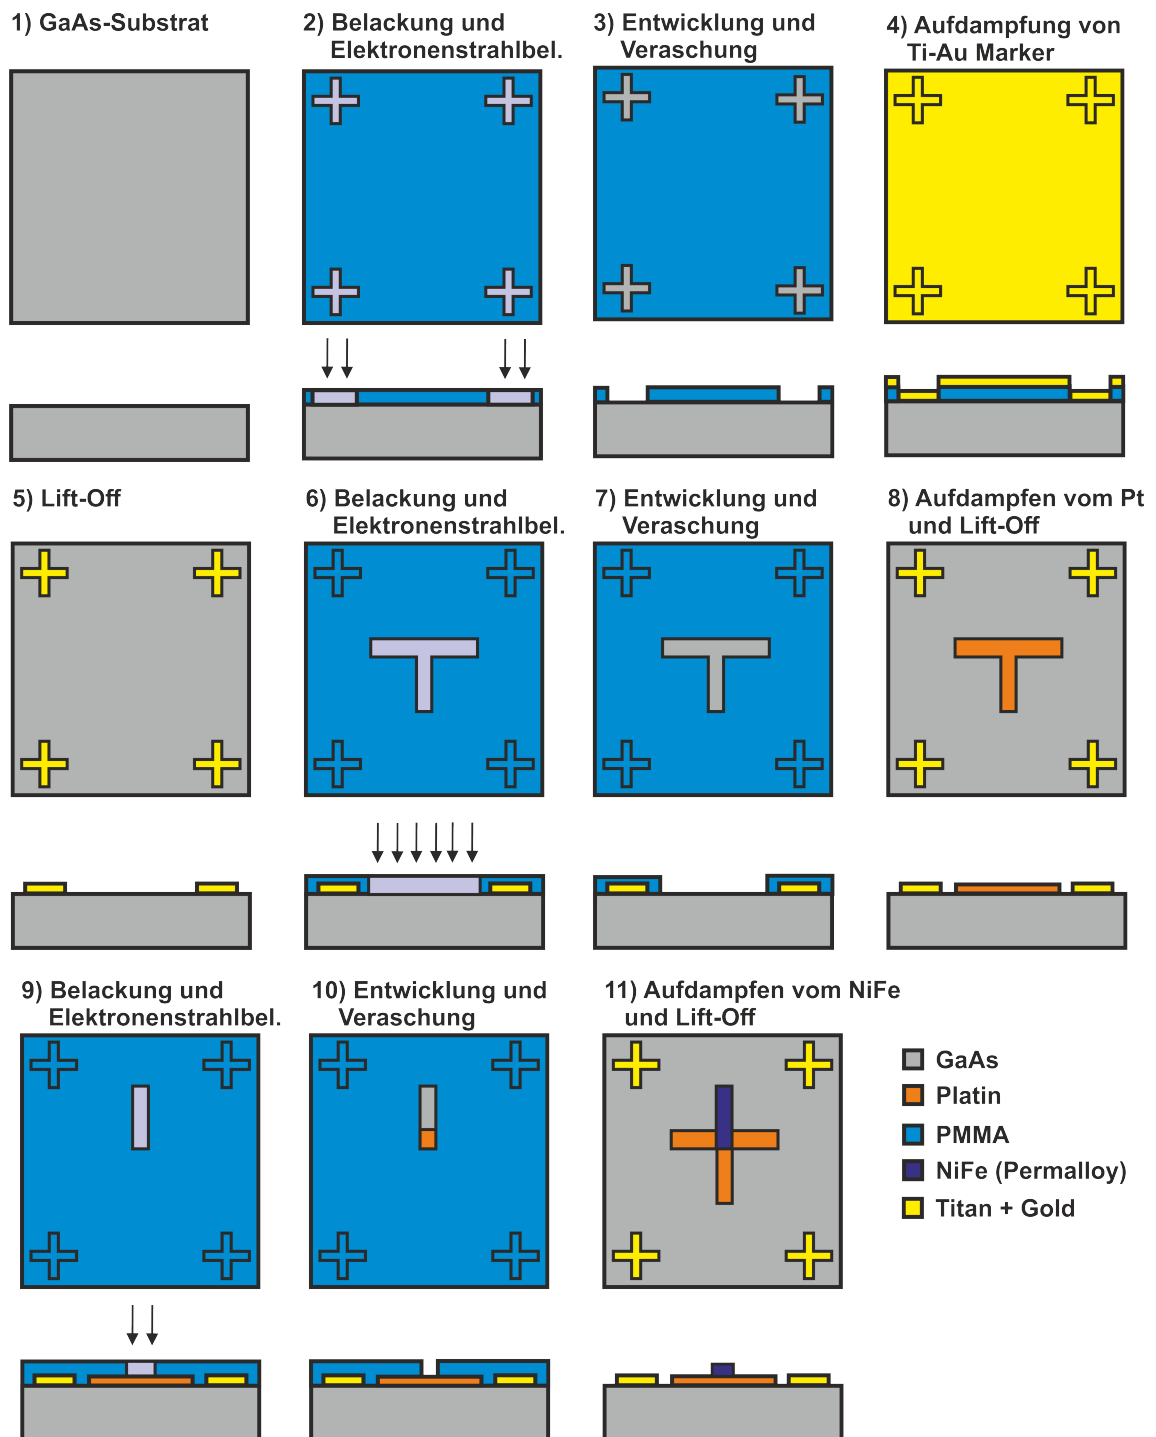 1) GaAs-Substrat
2) Belackung und
Elektronenstrahlbel.
3) Entwicklung und
Veraschung
4) Aufdampfung von
Ti-Au Marker
5) Lift-Off
6) Belackung und
Elektronenstrahlbel.
7) Entwicklung und
Veraschung
8) Aufdampfen vom Pt
und Lift-Off
9) Belackung und
Elektronenstrahlbel.
10) Entwicklung und
Veraschung
11) Aufdampfen vom NiFe
und Lift-Off
GaAs
Platin
PMMA
NiFe (Permalloy)
Titan + Gold